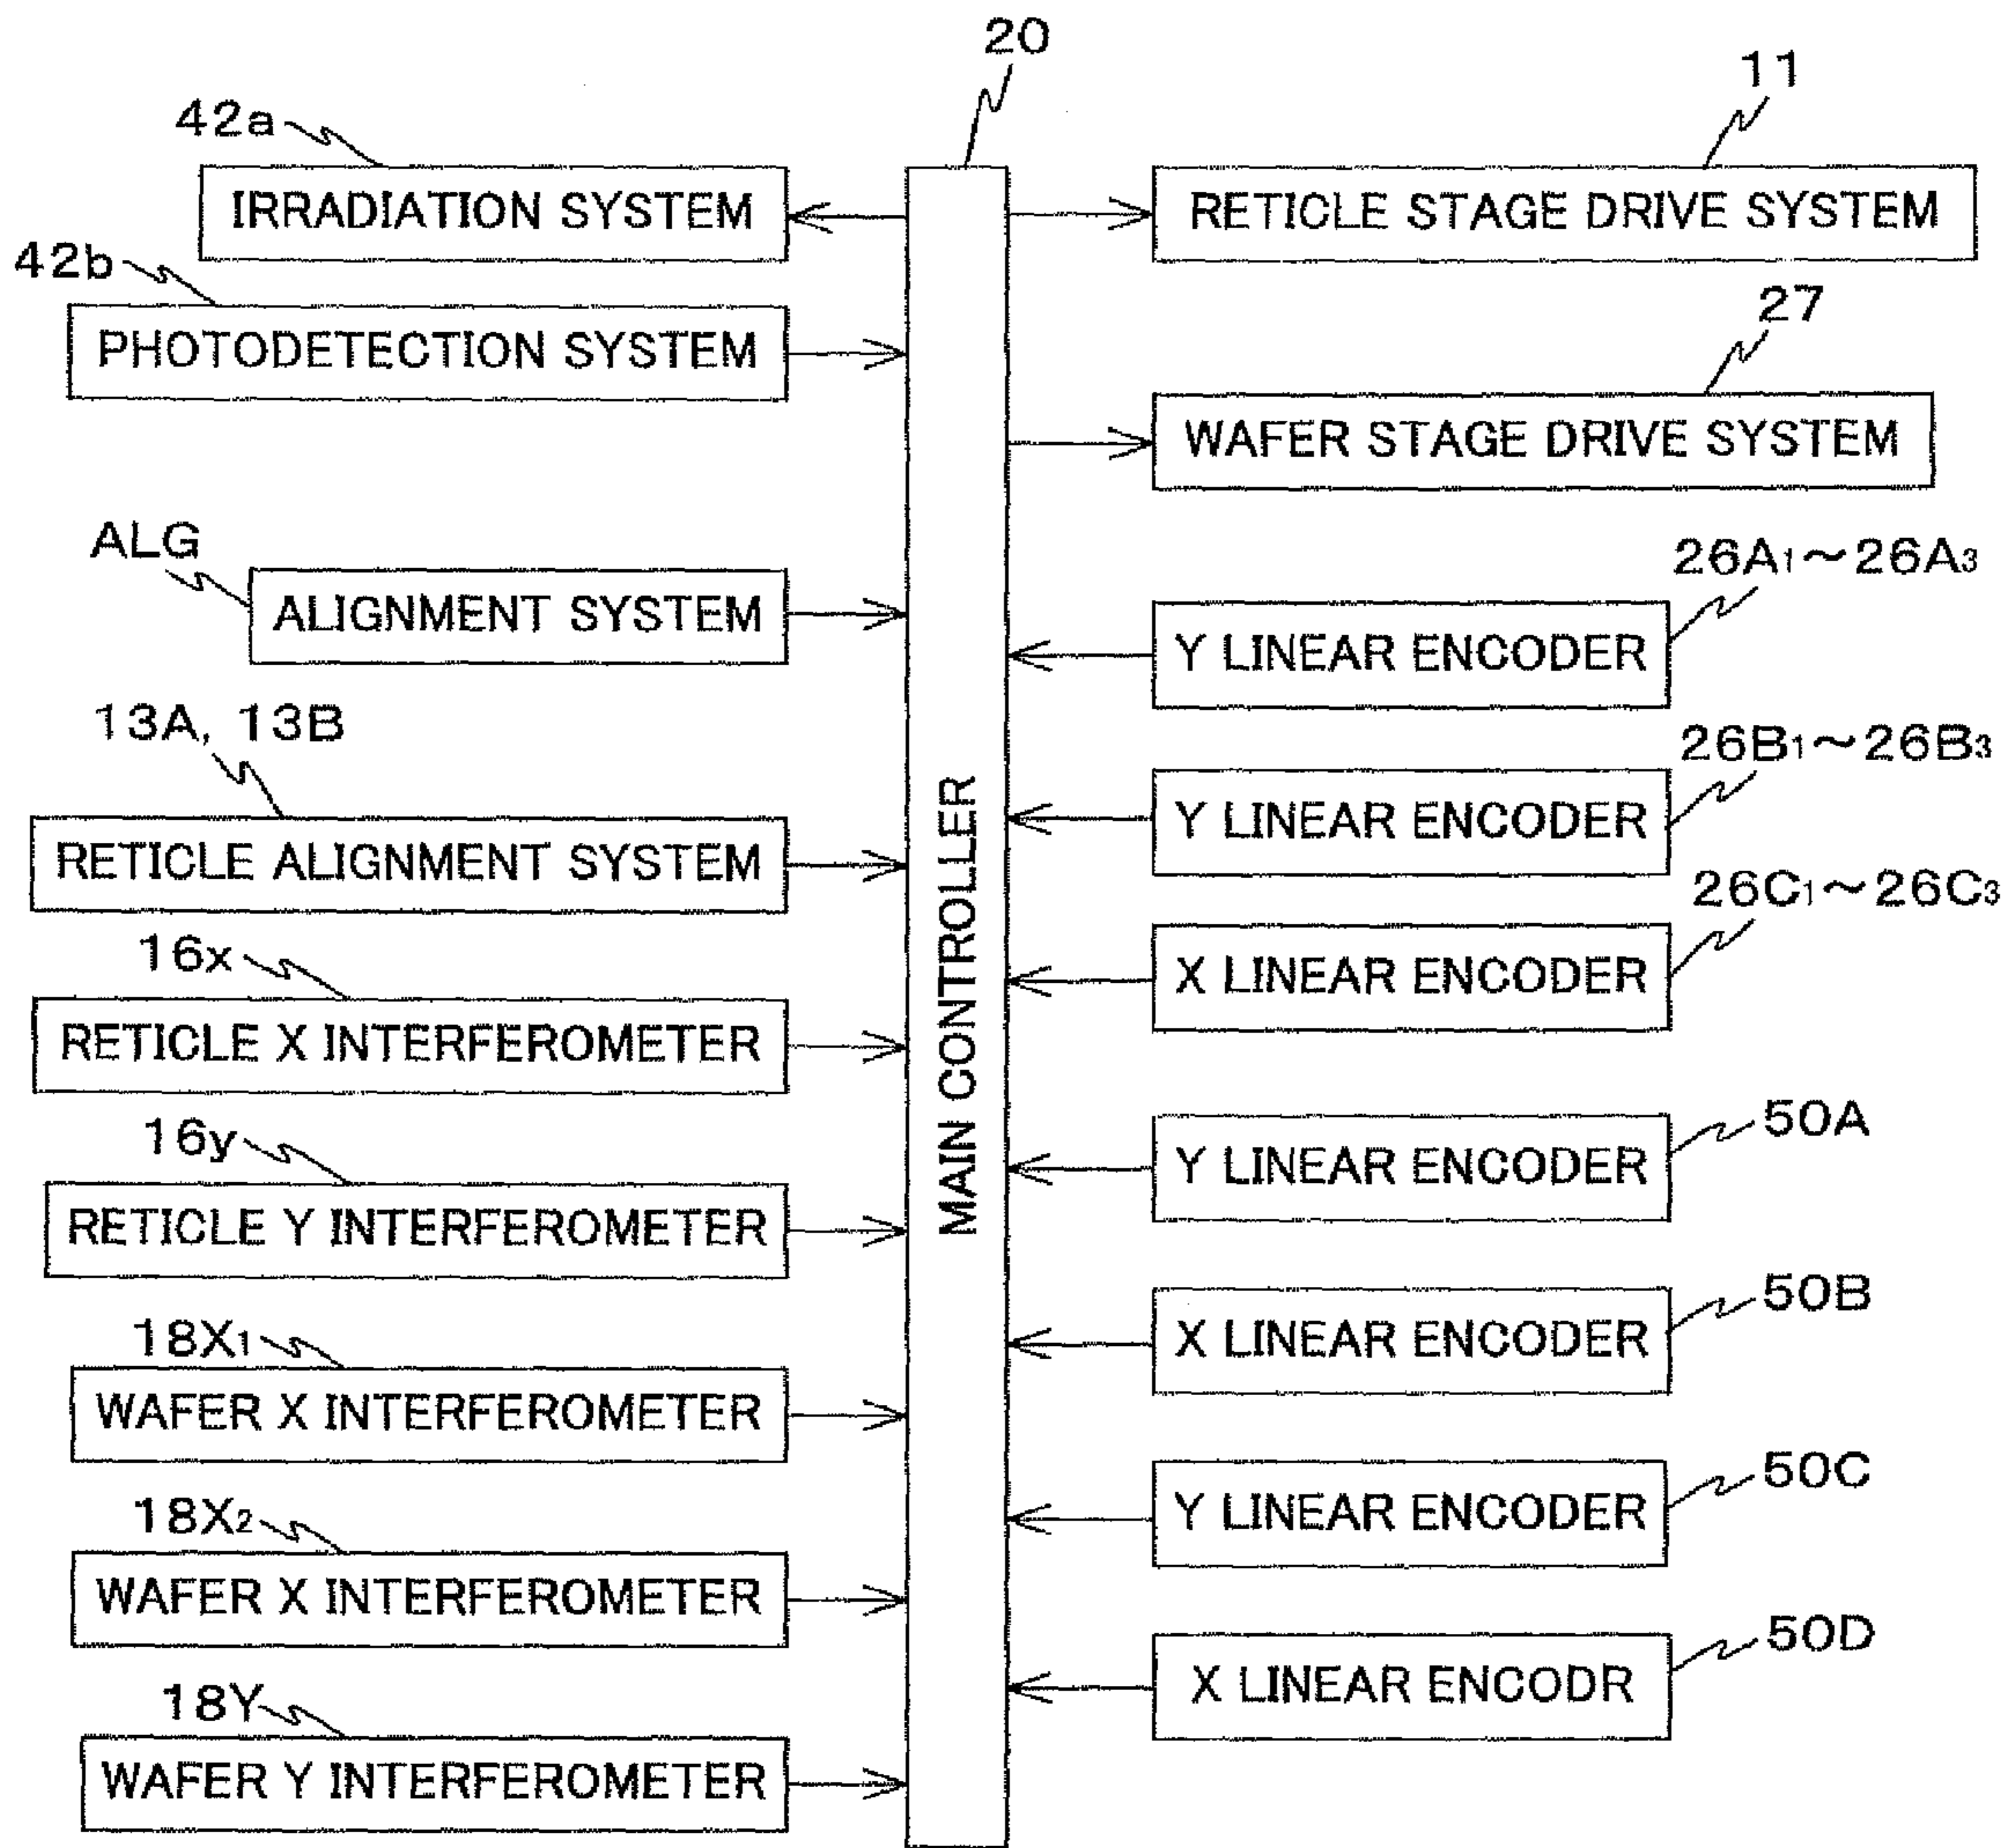 20
42a
IRRADIATION SYSTEM
42b
PHOTODETECTION SYSTEM
ALG
ALIGNMENT SYSTEM
13A, 13B
RETICLE ALIGNMENT SYSTEM
16x
RETICLE X INTERFEROMETER
16y
RETICLE Y INTERFEROMETER
18X1
WAFER X INTERFEROMETER
18X2
WAFER X INTERFEROMETER
18Y
WAFER Y INTERFEROMETER
MAIN CONTROLLER
11
RETICLE STAGE DRIVE SYSTEM
27
WAFER STAGE DRIVE SYSTEM
26A1~26A3
Y LINEAR ENCODER
26B1~26B3
Y LINEAR ENCODER
26C1~26C3
X LINEAR ENCODER
50A
Y LINEAR ENCODER
50B
X LINEAR ENCODER
50C
Y LINEAR ENCODER
50D
X LINEAR ENCODR